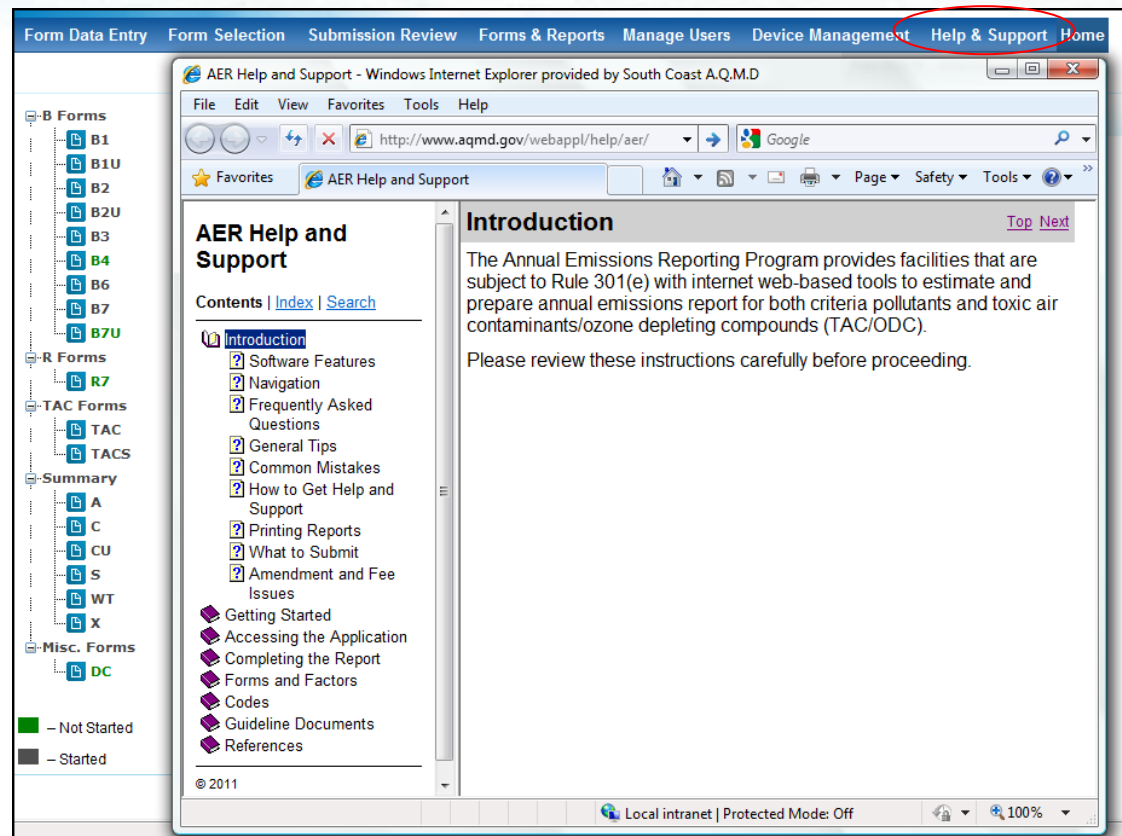 Form Data Entry Form Selection Submission Review Forms & Reports Manage Users Device Management Help & Support Home
B Forms
B1
B1U
B2
B2U
B3
B4
B6
B7
B7U
R Forms
R7
TAC Forms
TAC
TACS
Summary
A
C
CU
S
WT
X
Misc. Forms
DC
– Not Started
– Started
AER Help and Support - Windows Internet Explorer provided by South Coast A.Q.M.D
File Edit View Favorites Tools Help
http://www.aqmd.gov/webappl/help/aer/ Google
Favorites AER Help and Support Page Safety Tools
AER Help and
Support
Contents | Index | Search
Introduction
Software Features
Navigation
Frequently Asked
Questions
General Tips
Common Mistakes
How to Get Help and
Support
Printing Reports
What to Submit
Amendment and Fee
Issues
Getting Started
Accessing the Application
Completing the Report
Forms and Factors
Codes
Guideline Documents
References
© 2011
Introduction Top Next
The Annual Emissions Reporting Program provides facilities that are
subject to Rule 301(e) with internet web-based tools to estimate and
prepare annual emissions report for both criteria pollutants and toxic air
contaminants/ozone depleting compounds (TAC/ODC).
Please review these instructions carefully before proceeding.
Local intranet | Protected Mode: Off 100%